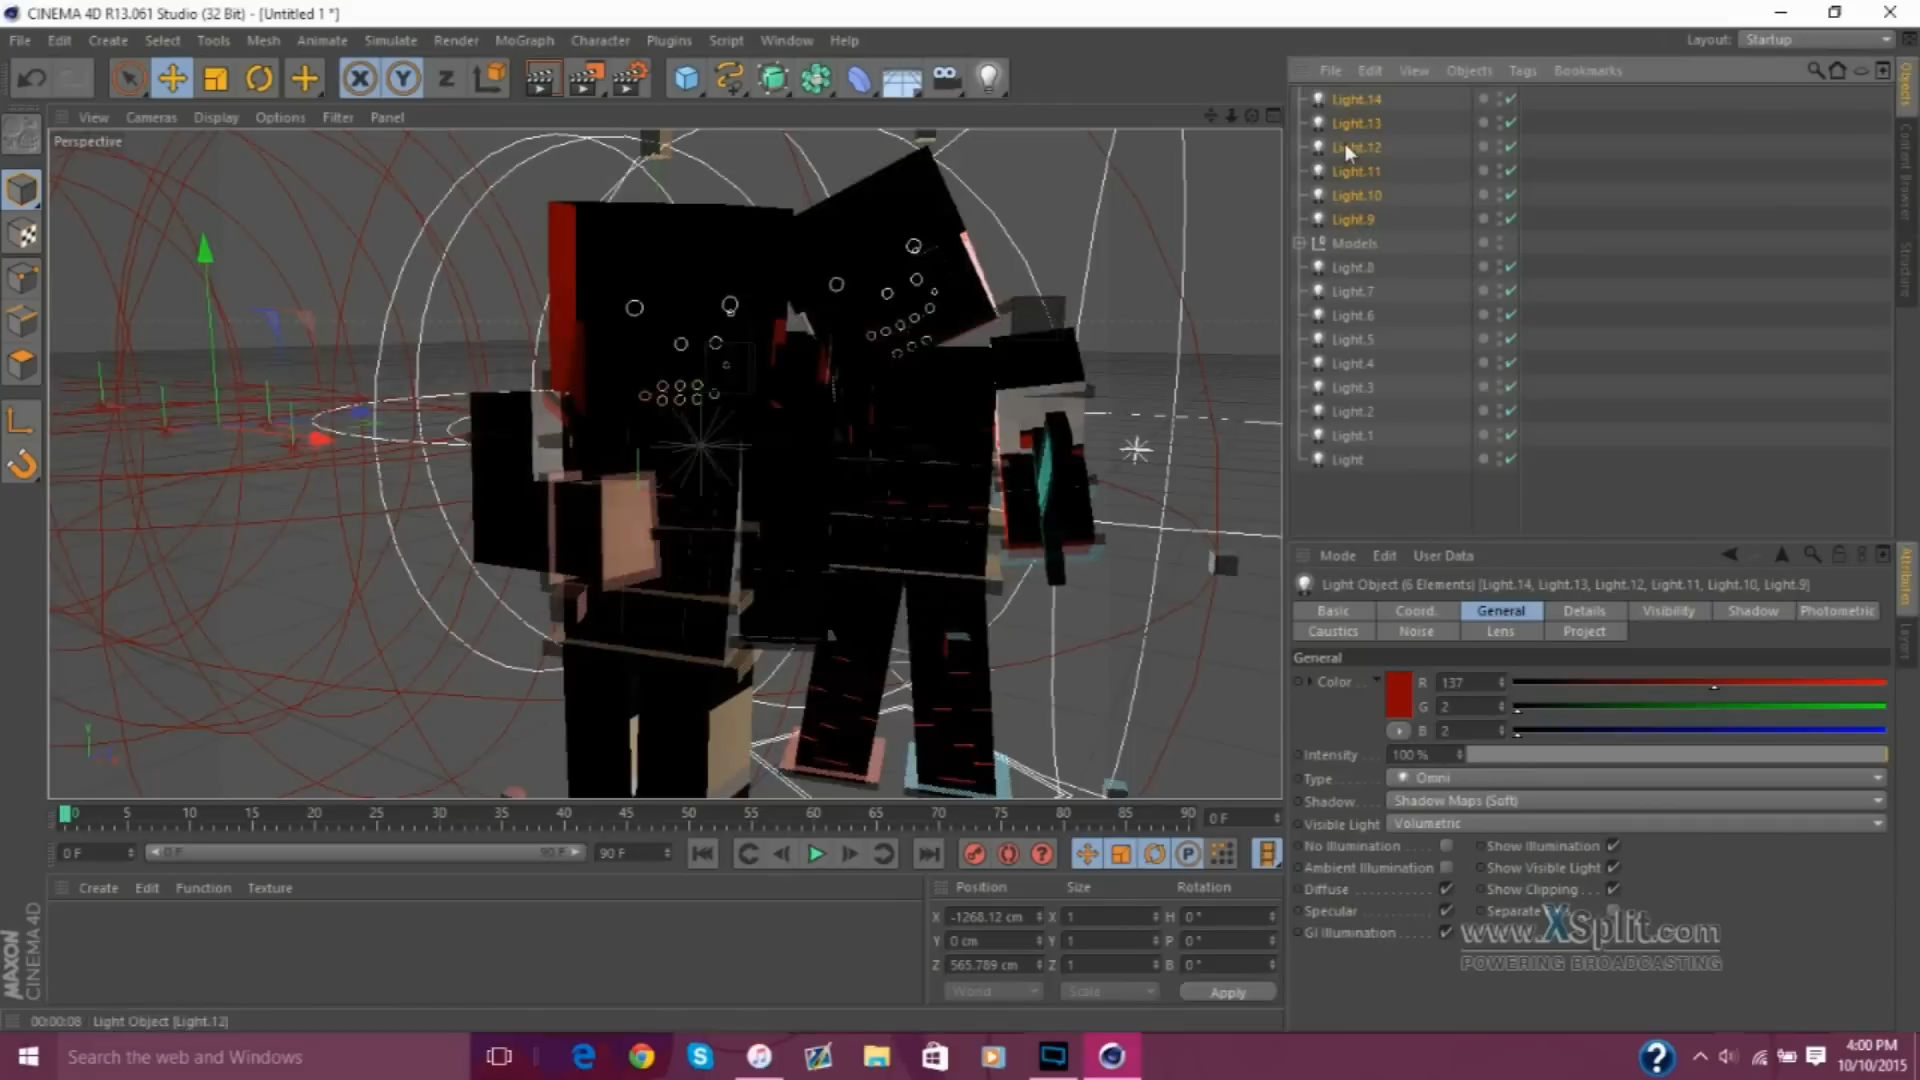 CINEMA 4D R13.061 Studio (32 Bit) - [Untitled 1 *]
File Edit Create Select Tools Mesh Animate Simulate Render MoGraph Character Plugins Script Window Help
Layout: Startup
View Cameras Display Options Filter Panel
Perspective
File Edit View Objects Tags Bookmarks
Light.14
Light.13
Light.12
Light.11
Light.10
Light.9
Models
Light.8
Light.7
Light.6
Light.5
Light.4
Light.3
Light.2
Light.1
Light
Objects
Content Browser
Structure
Mode Edit User Data
Light Object (6 Elements) [Light.14, Light.13, Light.12, Light.11, Light.10, Light.9]
Basic Coord. General Details Visibility Shadow Photometric
Caustics Noise Lens Project
General
Color R 137
G 2
B 2
Intensity 100 %
Type Omni
Shadow Shadow Maps (Soft)
Visible Light Volumetric
No Illumination Show Illumination
Ambient Illumination Show Visible Light
Diffuse Show Clipping
Specular Separate
GI Illumination
www.XSplit.com
POWERING BROADCASTING
Attributes
Layers
0 5 10 15 20 25 30 35 40 45 50 55 60 65 70 75 80 85 90 0 F
0 F 0 F 90 F 90 F
Create Edit Function Texture
Position Size Rotation
X -1268.12 cm X 1 H 0 °
Y 0 cm Y 1 P 0 °
Z 565.789 cm Z 1 B 0 °
World Scale Apply
MAXON
CINEMA 4D
00:00:08 Light Object [Light.12]
Search the web and Windows
4:00 PM
10/10/2015